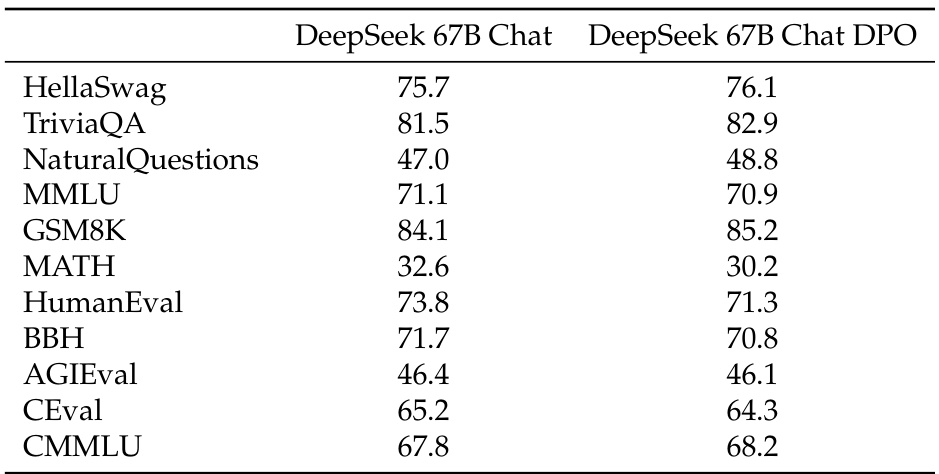 DeepSeek 67B Chat DeepSeek 67B Chat DPO
HellaSwag 75.7 76.1
TriviaQA 81.5 82.9
NaturalQuestions 47.0 48.8
MMLU 71.1 70.9
GSM8K 84.1 85.2
MATH 32.6 30.2
HumanEval 73.8 71.3
BBH 71.7 70.8
AGIEval 46.4 46.1
CEval 65.2 64.3
CMMLU 67.8 68.2